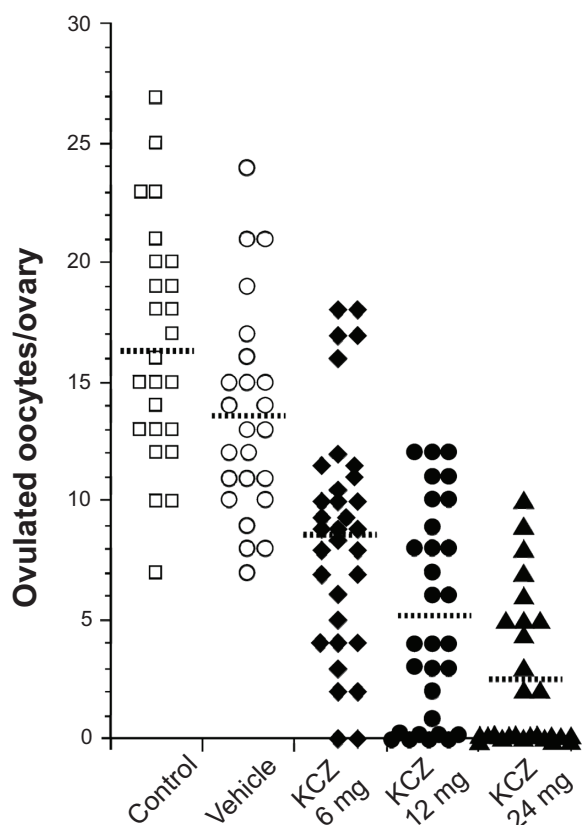 30
25
20
15
10
5
0
Ovulated oocytes/ovary
Control
Vehicle
KCZ
6 mg
KCZ
12 mg
KCZ
24 mg